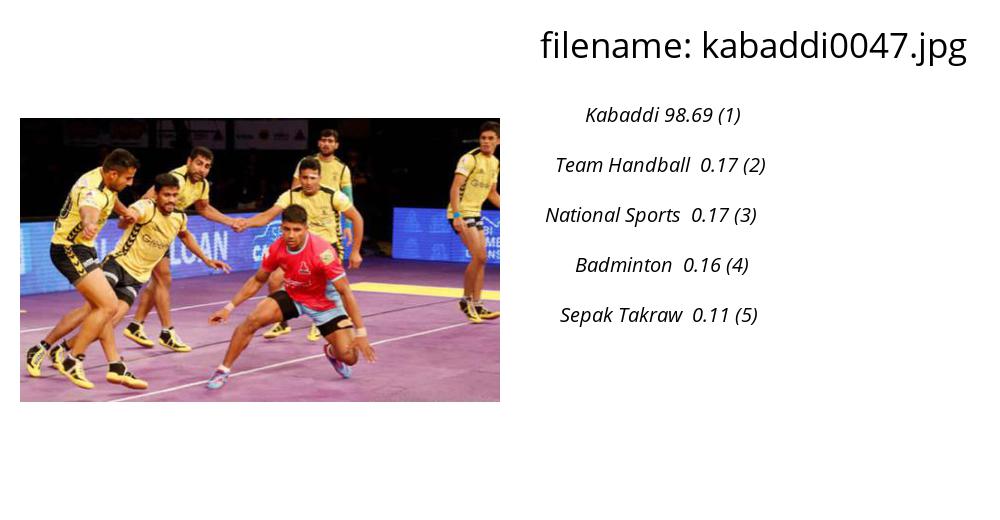 filename: kabaddi0047.jpg
Kabaddi 98.69 (1)
Team Handball 0.17 (2)
National Sports 0.17 (3)
Badminton 0.16 (4)
Sepak Takraw 0.11 (5)
LOAN